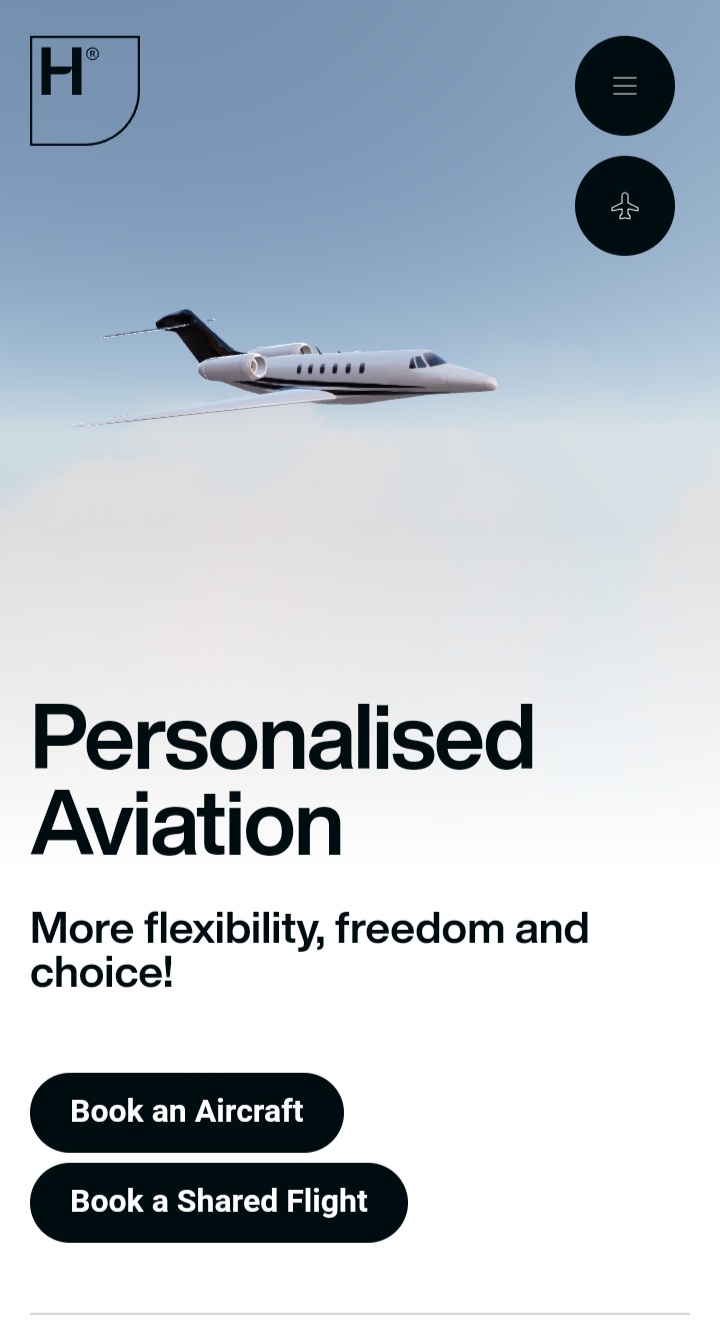 H®
Personalised
Aviation
More flexibility, freedom and
choice!
Book an Aircraft
Book a Shared Flight